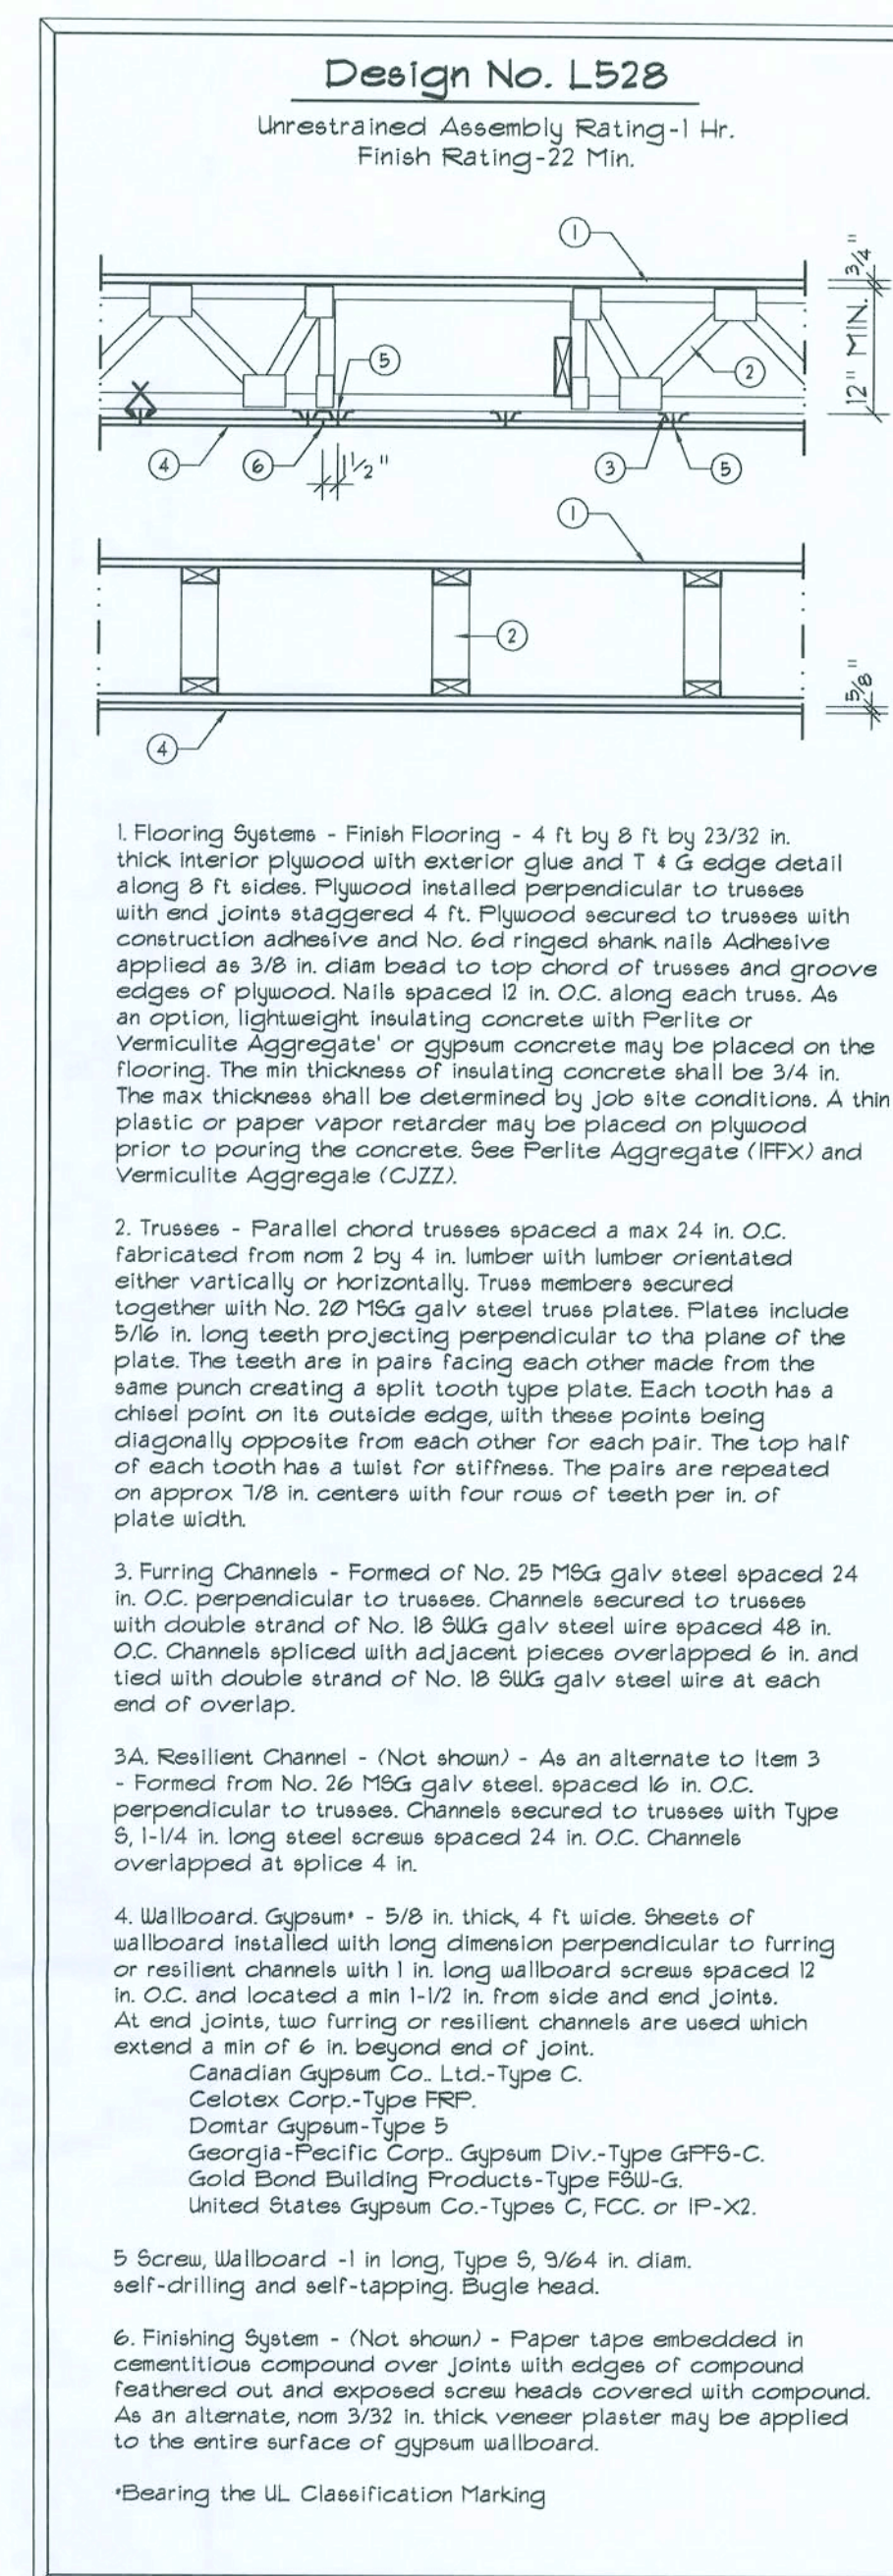 Design No. L528
Unrestrained Assembly Rating-1 Hr.
Finish Rating-22 Min.
1
3/4"
12" MIN.
5
2
4
6
1 1/2"
3
5
1
2
5/8"
4
1. Flooring Systems - Finish Flooring - 4 ft by 8 ft by 23/32 in.
thick interior plywood with exterior glue and T & G edge detail
along 8 ft sides. Plywood installed perpendicular to trusses
with end joints staggered 4 ft. Plywood secured to trusses with
construction adhesive and No. 6d ringed shank nails Adhesive
applied as 3/8 in. diam bead to top chord of trusses and groove
edges of plywood. Nails spaced 12 in. O.C. along each truss. As
an option, lightweight insulating concrete with Perlite or
Vermiculite Aggregate' or gypsum concrete may be placed on the
flooring. The min thickness of insulating concrete shall be 3/4 in.
The max thickness shall be determined by job site conditions. A thin
plastic or paper vapor retarder may be placed on plywood
prior to pouring the concrete. See Perlite Aggregate (IFFX) and
Vermiculite Aggregale (CJZZ).
2. Trusses - Parallel chord trusses spaced a max 24 in. O.C.
fabricated from nom 2 by 4 in. lumber with lumber orientated
either vartically or horizontally. Truss members secured
together with No. 20 MSG galv steel truss plates. Plates include
5/16 in. long teeth projecting perpendicular to tha plane of the
plate. The teeth are in pairs facing each other made from the
same punch creating a split tooth type plate. Each tooth has a
chisel point on its outside edge, with these points being
diagonally opposite from each other for each pair. The top half
of each tooth has a twist for stiffness. The pairs are repeated
on approx 7/8 in. centers with four rows of teeth per in. of
plate width.
3. Furring Channels - Formed of No. 25 MSG galv steel spaced 24
in. O.C. perpendicular to trusses. Channels secured to trusses
with double strand of No. 18 SWG galv steel wire spaced 48 in.
O.C. Channels spliced with adjacent pieces overlapped 6 in. and
tied with double strand of No. 18 SWG galv steel wire at each
end of overlap.
3A. Resilient Channel - (Not shown) - As an alternate to Item 3
- Formed from No. 26 MSG galv steel. spaced 16 in. O.C.
perpendicular to trusses. Channels secured to trusses with Type
S, 1-1/4 in. long steel screws spaced 24 in. O.C. Channels
overlapped at splice 4 in.
4. Wallboard. Gypsum* - 5/8 in. thick, 4 ft wide. Sheets of
wallboard installed with long dimension perpendicular to furring
or resilient channels with 1 in. long wallboard screws spaced 12
in. O.C. and located a min 1-1/2 in. from side and end joints.
At end joints, two furring or resilient channels are used which
extend a min of 6 in. beyond end of joint.
Canadian Gypsum Co.. Ltd.-Type C.
Celotex Corp.-Type FRP.
Domtar Gypsum-Type 5
Georgia-Pecific Corp.. Gypsum Div.-Type GPFS-C.
Gold Bond Building Products-Type FSW-G.
United States Gypsum Co.-Types C, FCC. or IP-X2.
5 Screw, Wallboard -1 in long, Type S, 9/64 in. diam.
self-drilling and self-tapping. Bugle head.
6. Finishing System - (Not shown) - Paper tape embedded in
cementitious compound over joints with edges of compound
feathered out and exposed screw heads covered with compound.
As an alternate, nom 3/32 in. thick veneer plaster may be applied
to the entire surface of gypsum wallboard.
*Bearing the UL Classification Marking